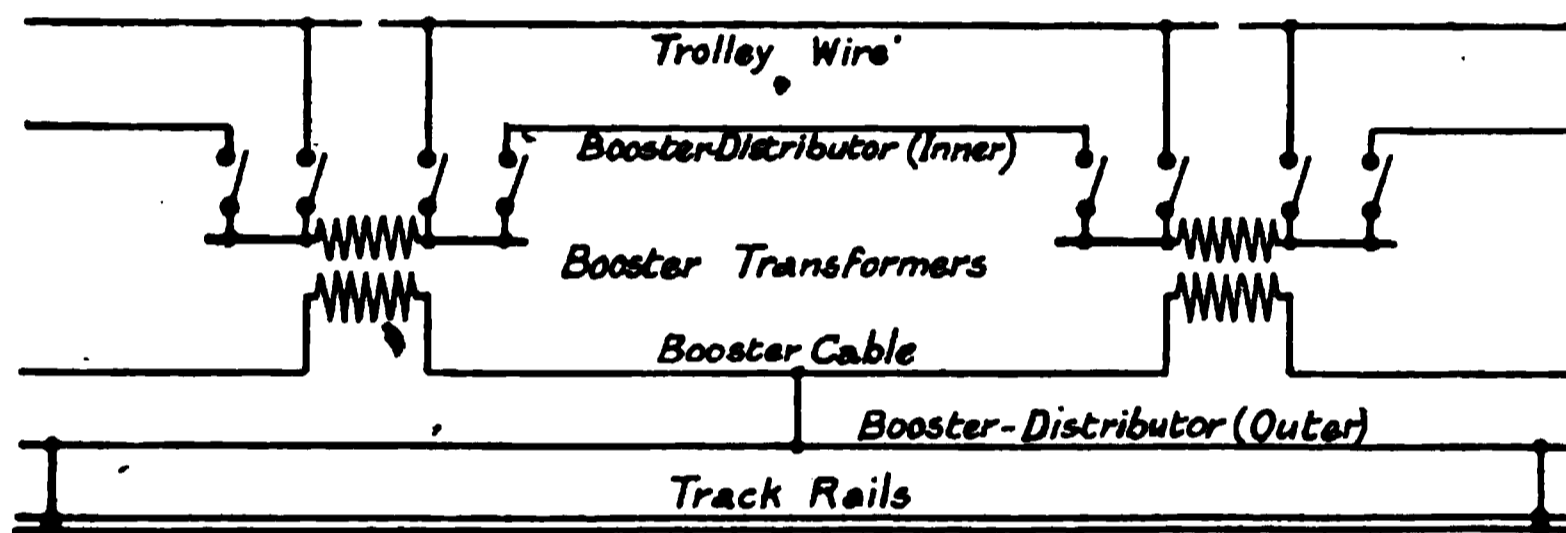 Trolley Wire
Booster Distributor (Inner)
Booster Transformers
Booster Cable
Booster-Distributor (Outer)
Track Rails